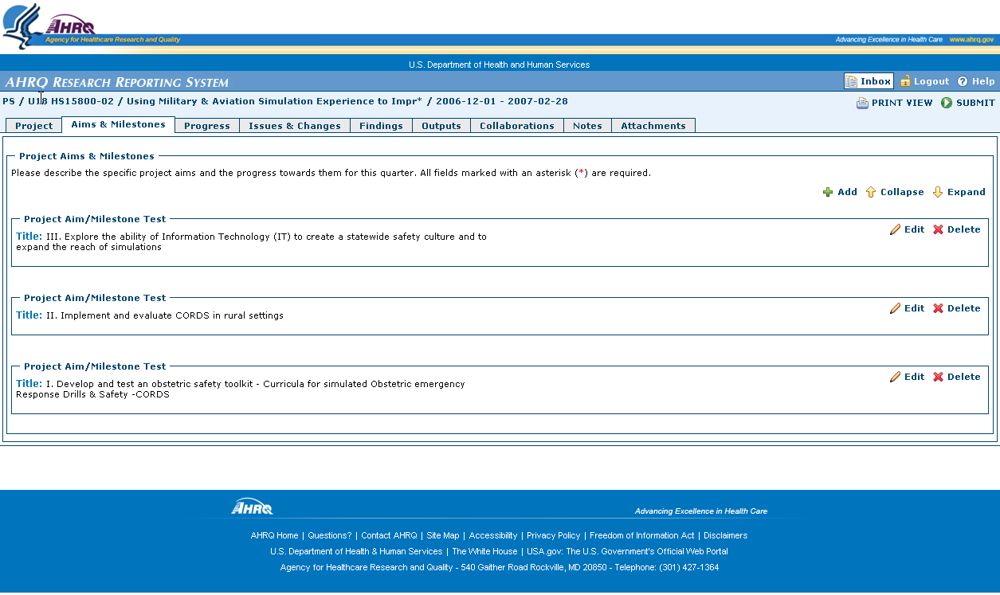 AHRQ
Agency for Healthcare Research and Quality
Advancing Excellence in Health Care www.ahrq.gov
U.S. Department of Health and Human Services
AHRQ RESEARCH REPORTING SYSTEM
Inbox Logout Help
PS / U18 HS15800-02 / Using Military & Aviation Simulation Experience to Impr* / 2006-12-01 - 2007-02-28
PRINT VIEW SUBMIT
Project Aims & Milestones Progress Issues & Changes Findings Outputs Collaborations Notes Attachments
Project Aims & Milestones
Please describe the specific project aims and the progress towards them for this quarter. All fields marked with an asterisk (*) are required.
Add Collapse Expand
Project Aim/Milestone Test
Edit Delete
Title: III. Explore the ability of Information Technology (IT) to create a statewide safety culture and to
expand the reach of simulations
Project Aim/Milestone Test
Edit Delete
Title: II. Implement and evaluate CORDS in rural settings
Project Aim/Milestone Test
Edit Delete
Title: I. Develop and test an obstetric safety toolkit - Curricula for simulated Obstetric emergency
Response Drills & Safety -CORDS
AHRQ
Advancing Excellence in Health Care
AHRQ Home | Questions? | Contact AHRQ | Site Map | Accessibility | Privacy Policy | Freedom of Information Act | Disclaimers
U.S. Department of Health & Human Services | The White House | USA.gov: The U.S. Government's Official Web Portal
Agency for Healthcare Research and Quality - 540 Gaither Road Rockville, MD 20850 - Telephone: (301) 427-1364